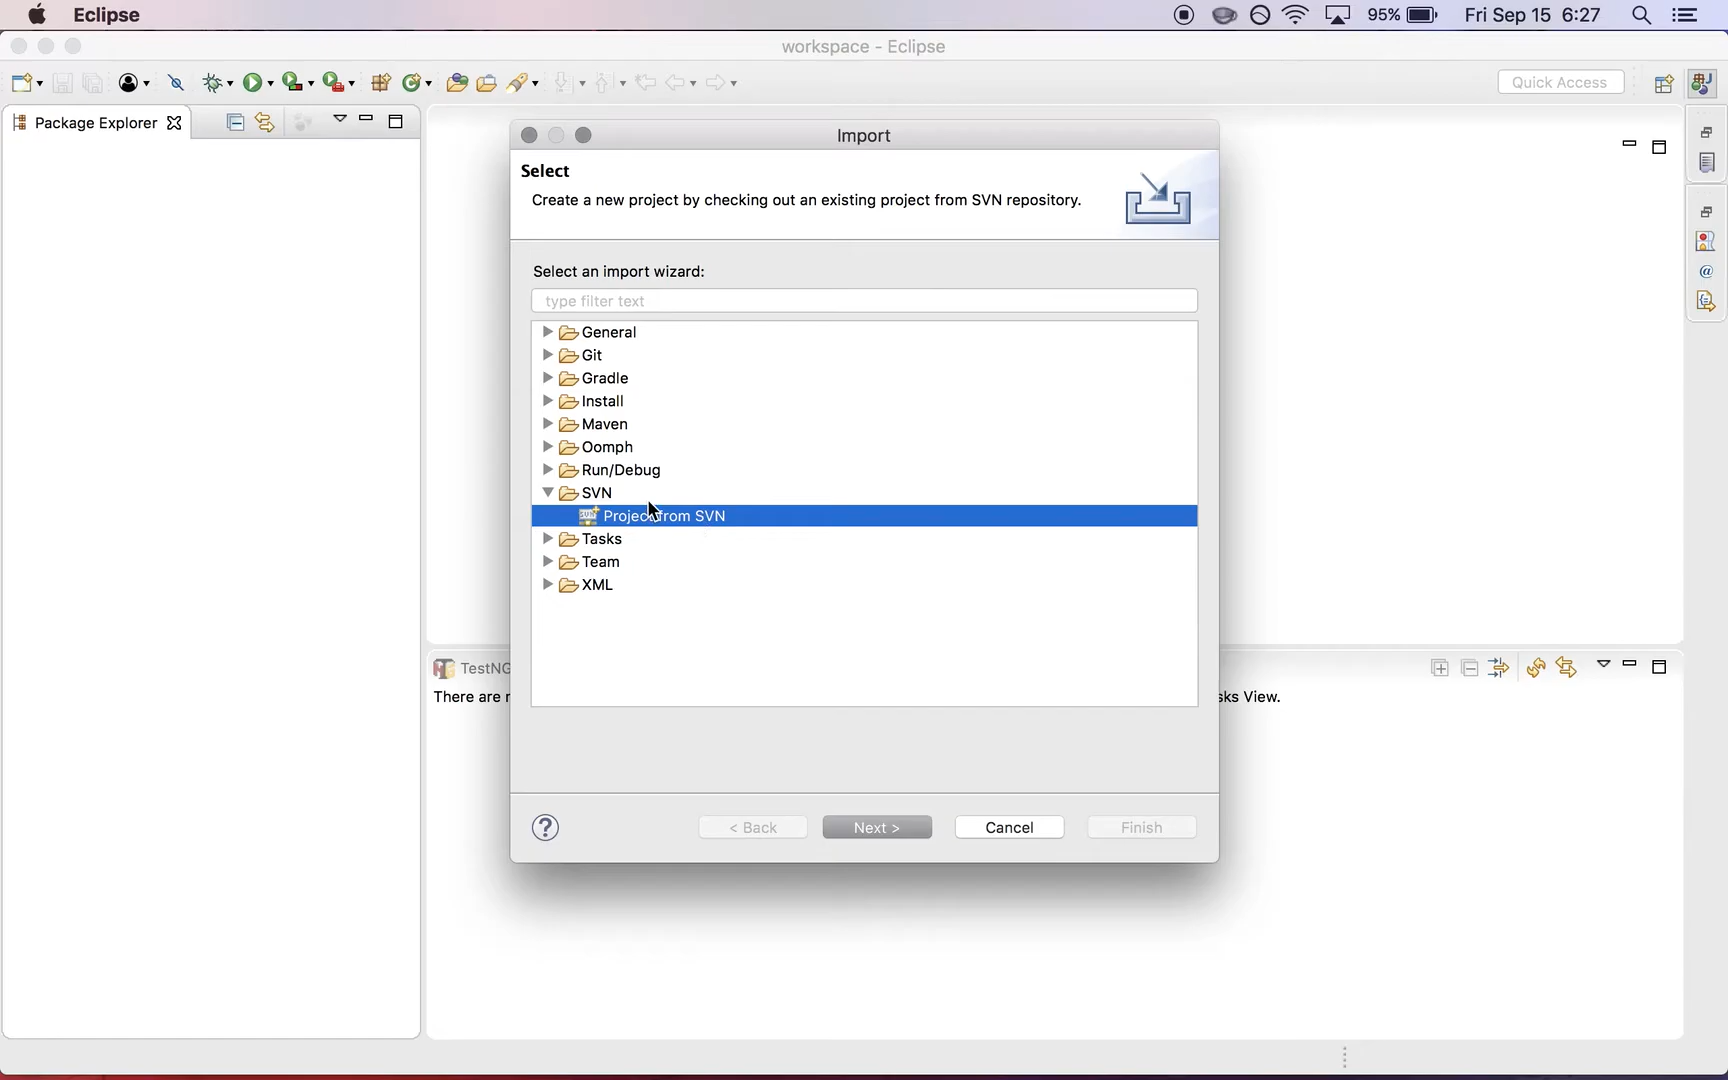 Eclipse
95%
Fri Sep 15 6:27
workspace - Eclipse
Quick Access
Package Explorer
Import
Select
Create a new project by checking out an existing project from SVN repository.
Select an import wizard:
type filter text
General
Git
Gradle
Install
Maven
Oomph
Run/Debug
SVN
Project from SVN
Tasks
Team
XML
TestNG
There are
sks View.
?
< Back
Next >
Cancel
Finish